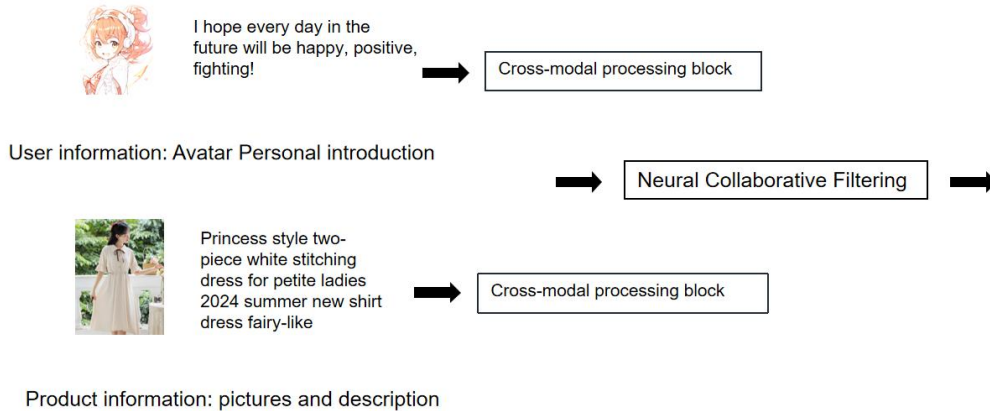 I hope every day in the
future will be happy, positive,
fighting!
Cross-modal processing block
User information: Avatar Personal introduction
Neural Collaborative Filtering
Princess style two-
piece white stitching
dress for petite ladies
2024 summer new shirt
dress fairy-like
Cross-modal processing block
Product information: pictures and description